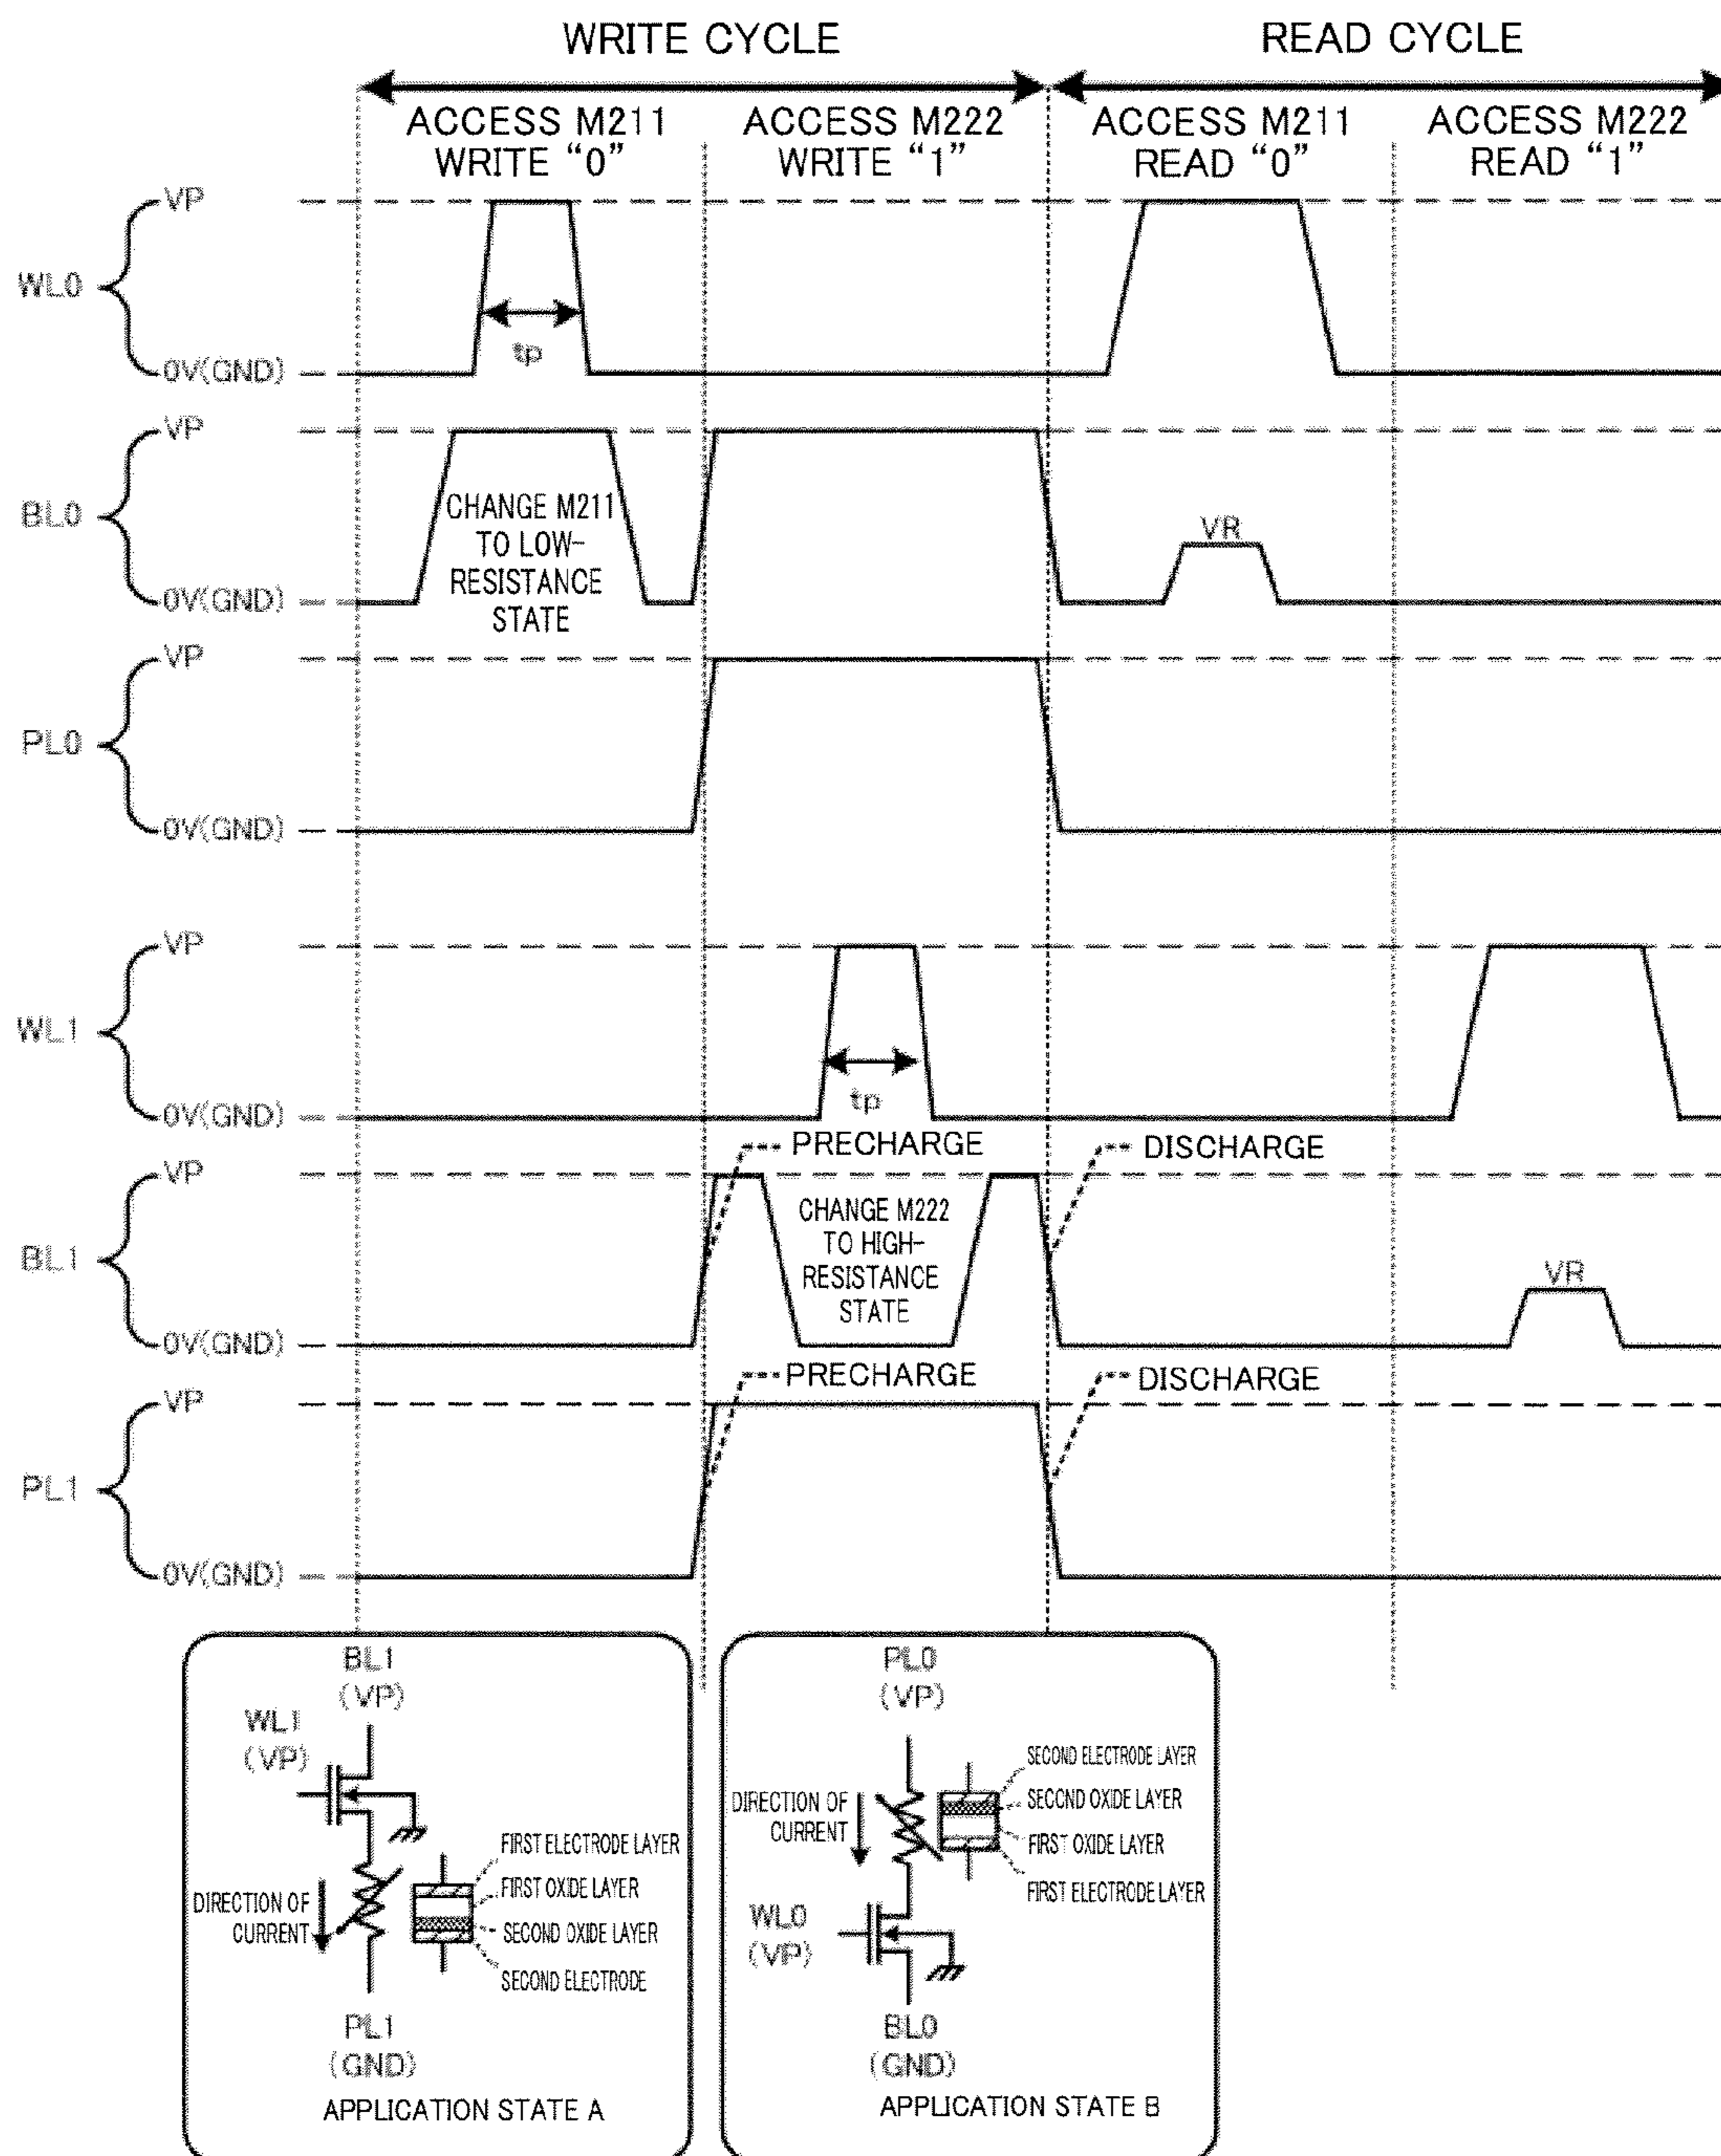 WRITE CYCLE
READ CYCLE
ACCESS M211
WRITE “0”
ACCESS M222
WRITE “1”
ACCESS M211
READ “0”
ACCESS M222
READ “1”
WL0
VP
0V(GND)
tp
BL0
VP
0V(GND)
CHANGE M211
TO LOW-
RESISTANCE
STATE
VR
PL0
VP
0V(GND)
WL1
VP
0V(GND)
tp
BL1
VP
0V(GND)
PRECHARGE
DISCHARGE
CHANGE M222
TO HIGH-
RESISTANCE
STATE
VR
PL1
VP
0V(GND)
PRECHARGE
DISCHARGE
BL1
(VP)
WL1
(VP)
DIRECTION OF
CURRENT
FIRST ELECTRODE LAYER
FIRST OXIDE LAYER
SECOND OXIDE LAYER
SECOND ELECTRODE
PL1
(GND)
APPLICATION STATE A
PL0
(VP)
DIRECTION OF
CURRENT
SECOND ELECTRODE LAYER
SECCND OXIDE LAYER
FIRST OXIDE LAYER
FIRST ELECTRODE LAYER
WL0
(VP)
BL0
(GND)
APPLICATION STATE B